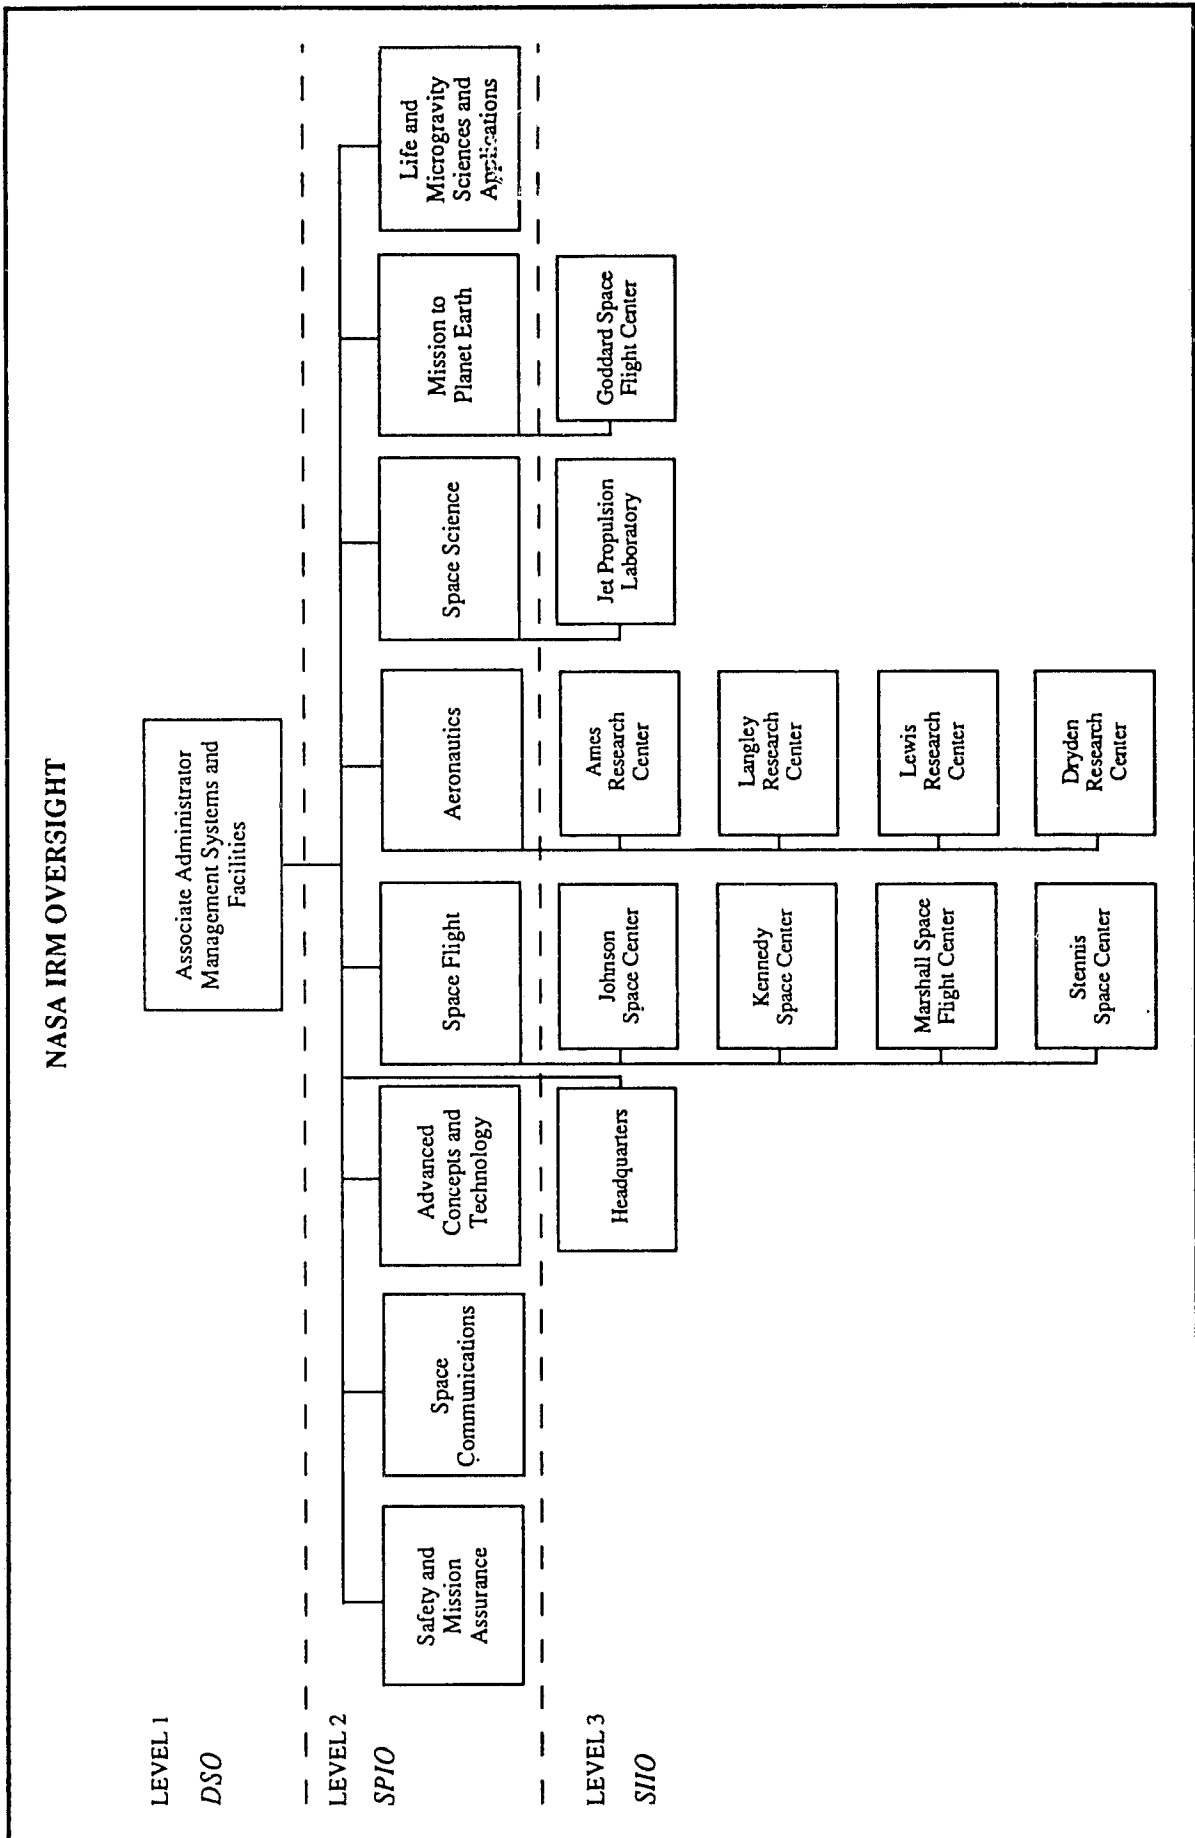 NASA IRM OVERSIGHT
LEVEL 1
DSO
Associate Administrator
Management Systems and
Facilities
LEVEL 2
SPIO
Safety and
Mission
Assurance
Space
Communications
Advanced
Concepts and
Technology
Space Flight
Aeronautics
Space Science
Mission to
Planet Earth
Life and
Microgravity
Sciences and
Applications
LEVEL 3
SIIO
Headquarters
Johnson
Space Center
Kennedy
Space Center
Marshall Space
Flight Center
Stennis
Space Center
Ames
Research
Center
Langley
Research
Center
Lewis
Research
Center
Dryden
Research
Center
Jet Propulsion
Laboratory
Goddard Space
Flight Center